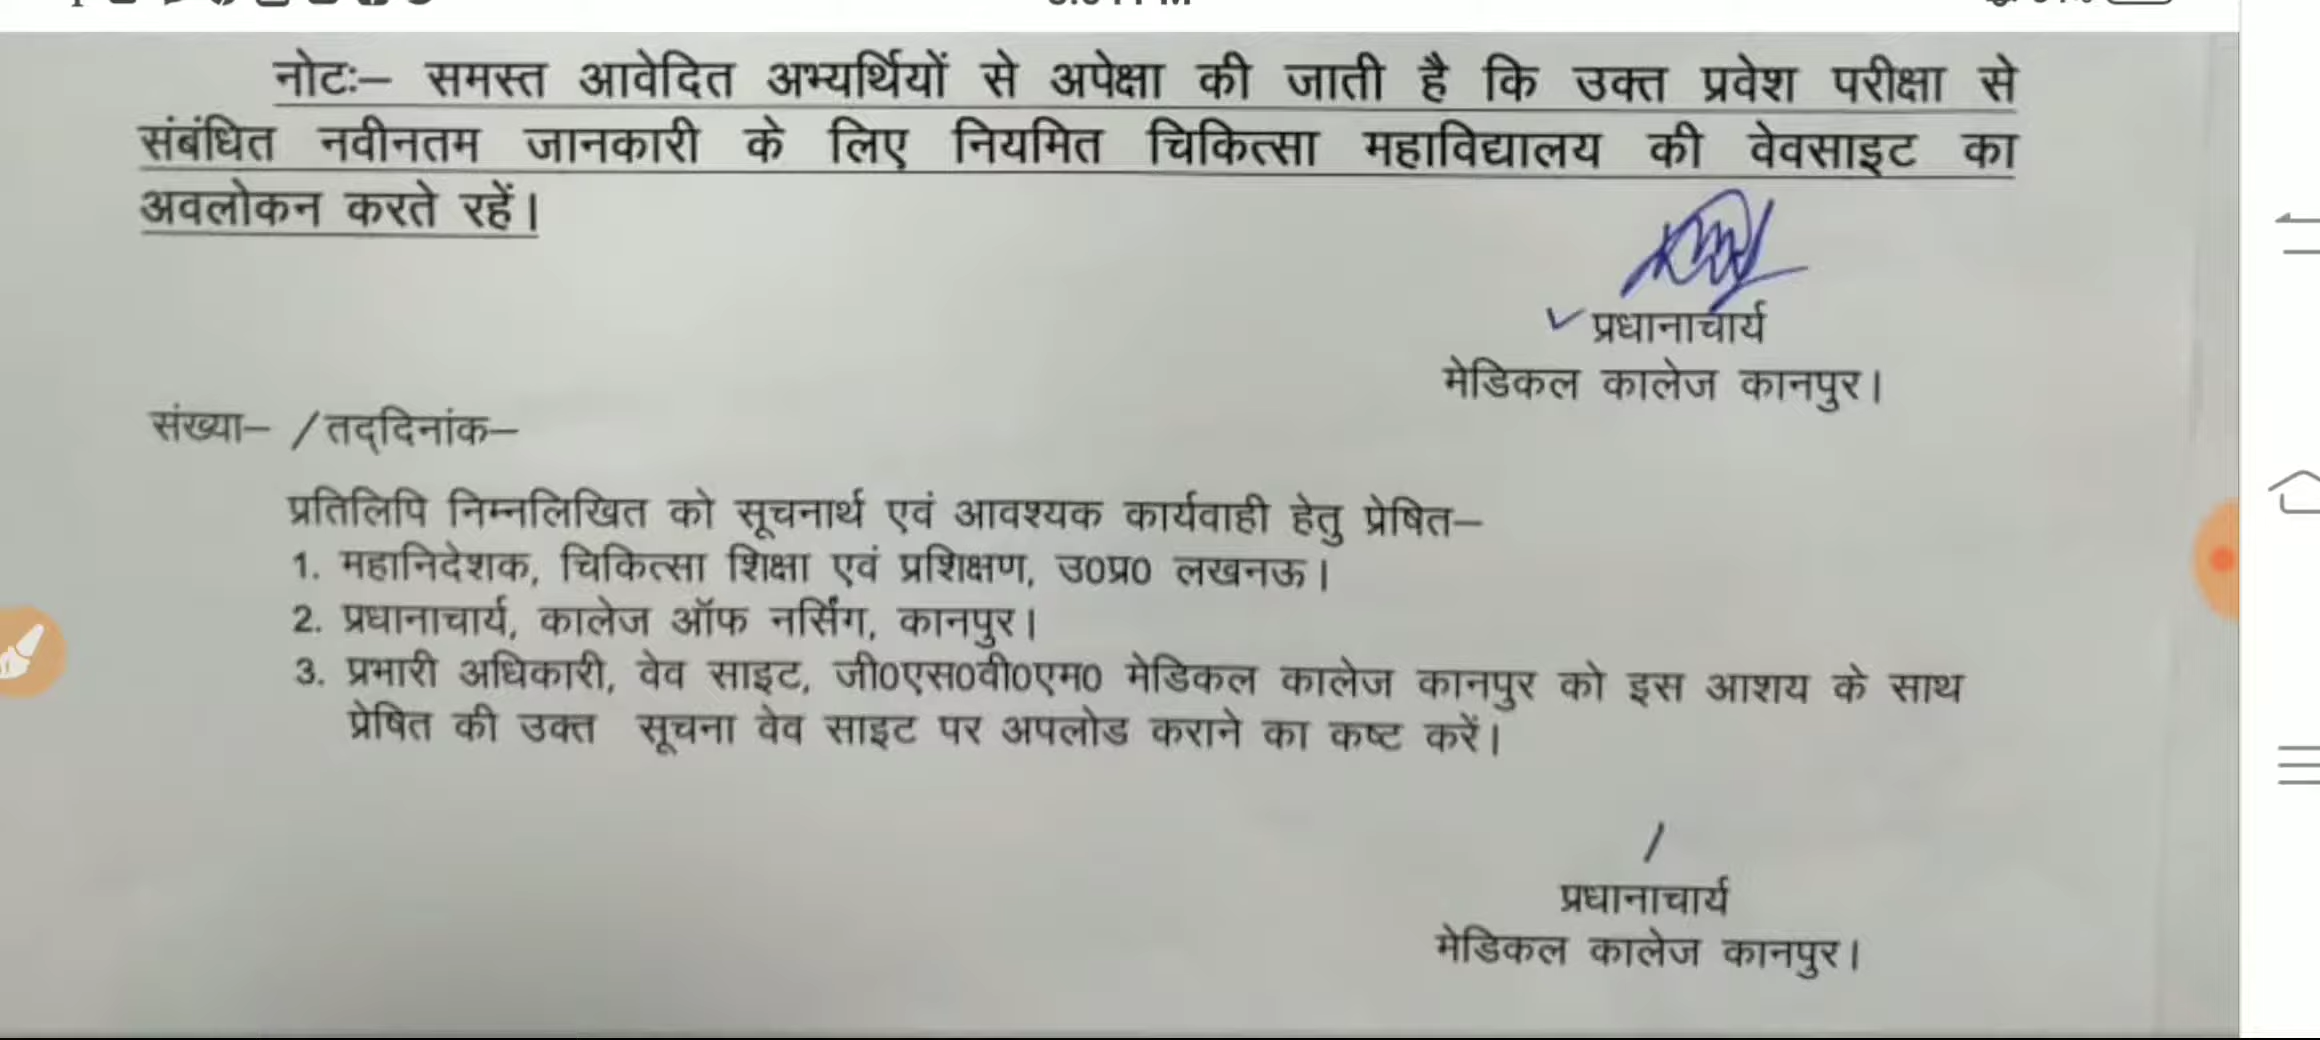 नोटः– समस्त आवेदित अभ्यर्थियों से अपेक्षा की जाती है कि उक्त प्रवेश परीक्षा से
संबंधित नवीनतम जानकारी के लिए नियमित चिकित्सा महाविद्यालय की वेवसाइट का
अवलोकन करते रहें।
प्रधानाचार्य
मेडिकल कालेज कानपुर।
संख्या– /तद्दिनांक–
प्रतिलिपि निम्नलिखित को सूचनार्थ एवं आवश्यक कार्यवाही हेतु प्रेषित–
1. महानिदेशक, चिकित्सा शिक्षा एवं प्रशिक्षण, उ0प्र0 लखनऊ।
2. प्रधानाचार्य, कालेज ऑफ नर्सिंग, कानपुर।
3. प्रभारी अधिकारी, वेव साइट, जी0एस0वी0एम0 मेडिकल कालेज कानपुर को इस आशय के साथ
प्रेषित की उक्त सूचना वेव साइट पर अपलोड कराने का कष्ट करें।
प्रधानाचार्य
मेडिकल कालेज कानपुर।